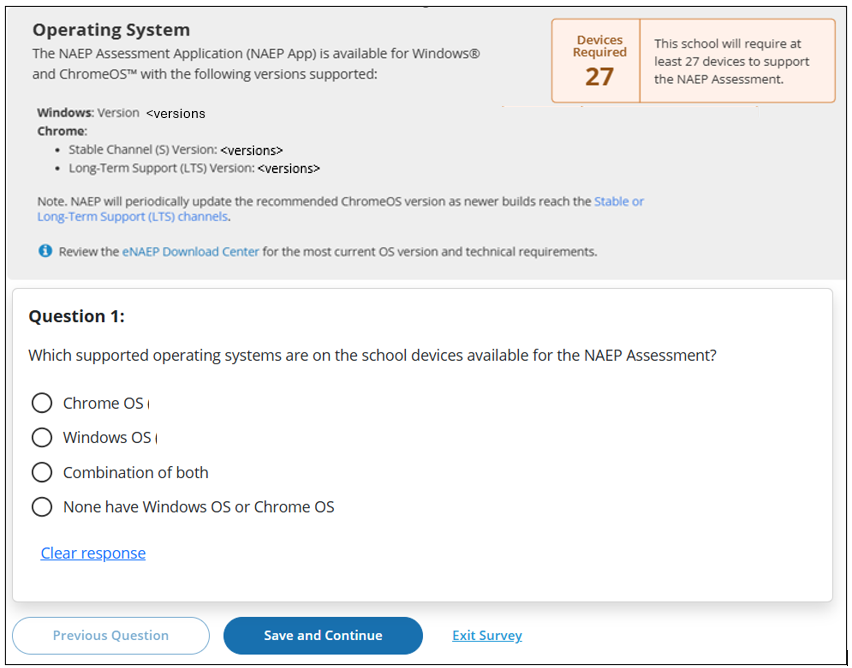 Operating System
The NAEP Assessment Application (NAEP App) is available for Windows®
and ChromeOS™ with the following versions supported:
Devices
Required
27
This school will require at
least 27 devices to support
the NAEP Assessment.
Windows: Version <versions
Chrome:
• Stable Channel (S) Version: <versions>
• Long-Term Support (LTS) Version: <versions>
Note. NAEP will periodically update the recommended ChromeOS version as newer builds reach the Stable or
Long-Term Support (LTS) channels.
Review the eNAEP Download Center for the most current OS version and technical requirements.
Question 1:
Which supported operating systems are on the school devices available for the NAEP Assessment?
Chrome OS (
Windows OS (
Combination of both
None have Windows OS or Chrome OS
Clear response
Previous Question
Save and Continue
Exit Survey